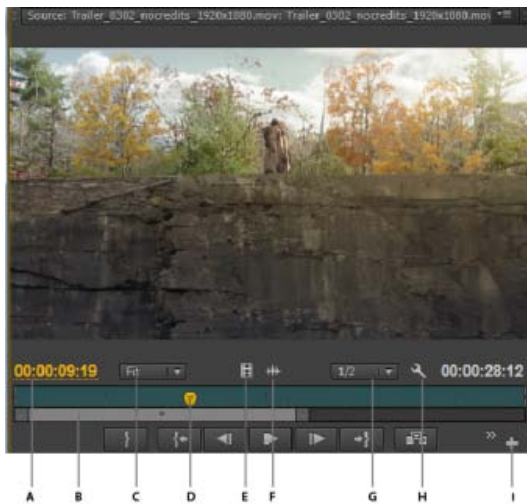 Source: Trailer_0302_nocredits_1920x1080.mov: Trailer_0302_nocredits_1920x1080.mov
00:00:09:19 Fit 1/2 00:00:28:12
A B C D E F G H I